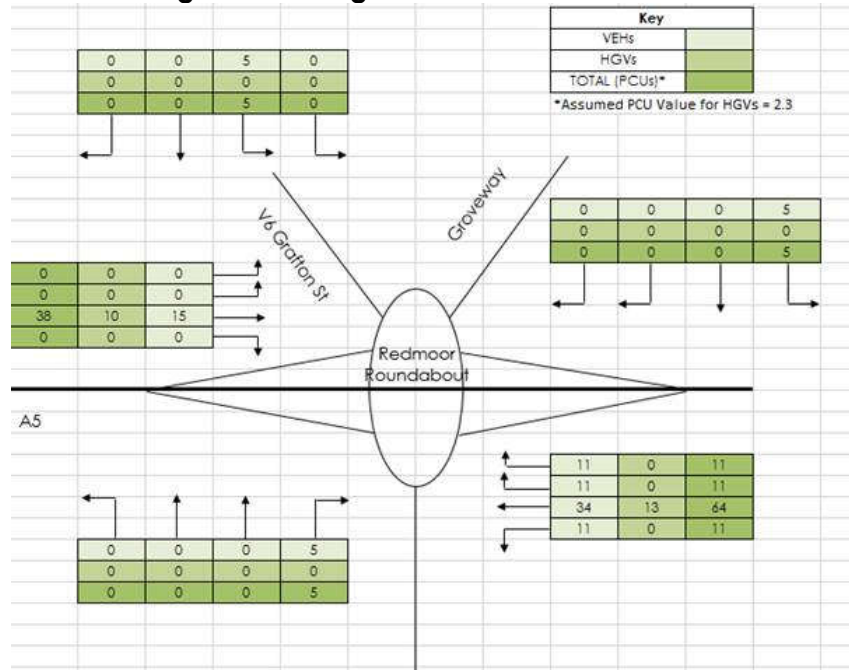 Key
VEHs
HGVs
TOTAL (PCUs)*
*Assumed PCU Value for HGVs = 2.3
0 0 5 0
0 0 0 0
0 0 5 0
V6 Grafton St
Groveway
0 0 0 5
0 0 0 0
0 0 0 5
0 0 0
0 0 0
38 10 15
0 0 0
Redmoor
Roundabout
A5
11 0 11
11 0 11
34 13 64
11 0 11
0 0 0 5
0 0 0 0
0 0 0 5